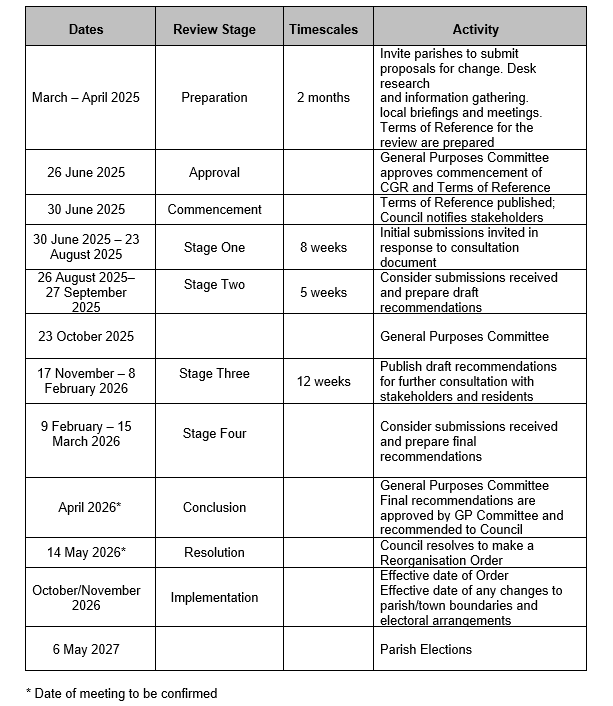 Dates Review Stage Timescales Activity
March – April 2025 Preparation 2 months
Invite parishes to submit
proposals for change. Desk
research
and information gathering.
local briefings and meetings.
Terms of Reference for the
review are prepared
26 June 2025 Approval
General Purposes Committee
approves commencement of
CGR and Terms of Reference
30 June 2025 Commencement
Terms of Reference published;
Council notifies stakeholders
30 June 2025 – 23
August 2025
Stage One
8 weeks
Initial submissions invited in
response to consultation
document
26 August 2025–
27 September
2025
Stage Two
5 weeks
Consider submissions received
and prepare draft
recommendations
23 October 2025
General Purposes Committee
17 November – 8
February 2026
Stage Three
12 weeks
Publish draft recommendations
for further consultation with
stakeholders and residents
9 February – 15
March 2026
Stage Four
Consider submissions received
and prepare final
recommendations
April 2026*
Conclusion
General Purposes Committee
Final recommendations are
approved by GP Committee and
recommended to Council
14 May 2026*
Resolution
Council resolves to make a
Reorganisation Order
October/November
2026
Implementation
Effective date of Order
Effective date of any changes to
parish/town boundaries and
electoral arrangements
6 May 2027
Parish Elections
* Date of meeting to be confirmed